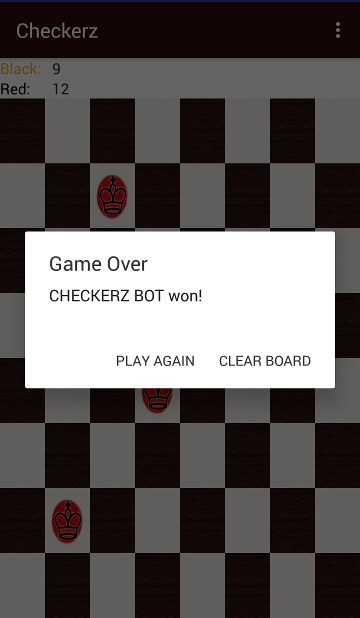 Checkerz
Black: 9
Red: 12
Game Over
CHECKERZ BOT won!
PLAY AGAIN CLEAR BOARD